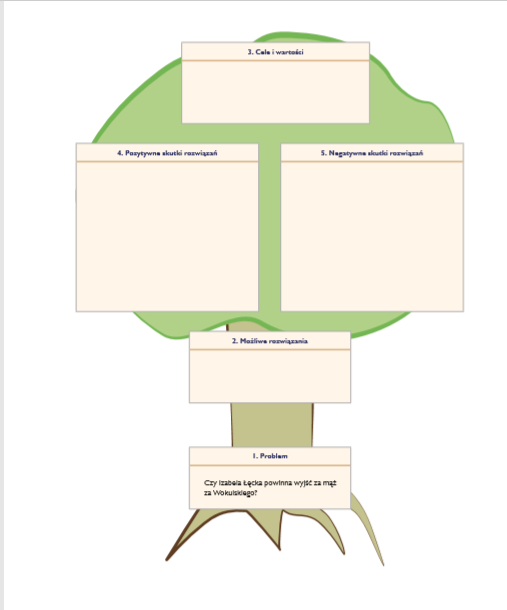 3. Cele i wartości
4. Pozytywne skutki rozwiązań
5. Negatywne skutki rozwiązań
2. Możliwe rozwiązania
1. Problem
Czy Izabela Łęcka powinna wyjść za mąż
za Wokulskiego?